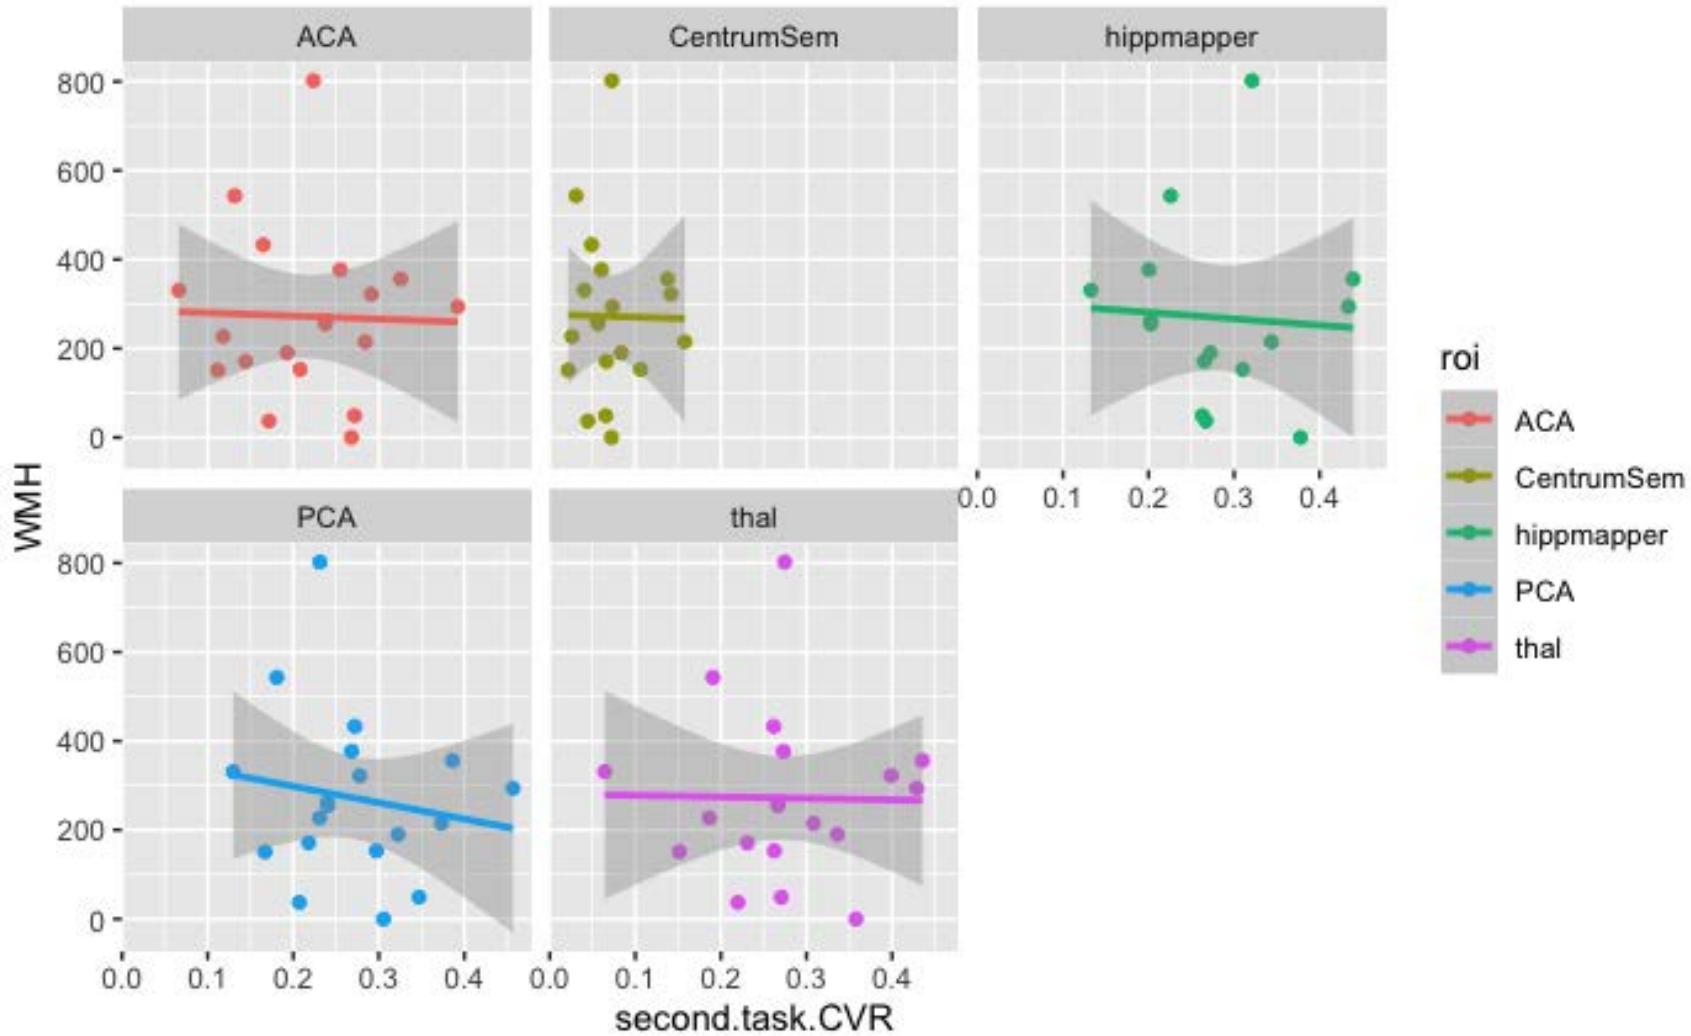 ACA CentrumSem hippmapper
800
600
400
200
0
0.0 0.1 0.2 0.3 0.4
WMH
PCA thal
800
600
400
200
0
0.0 0.1 0.2 0.3 0.4 0.0 0.1 0.2 0.3 0.4
second.task.CVR
roi
ACA
CentrumSem
hippmapper
PCA
thal